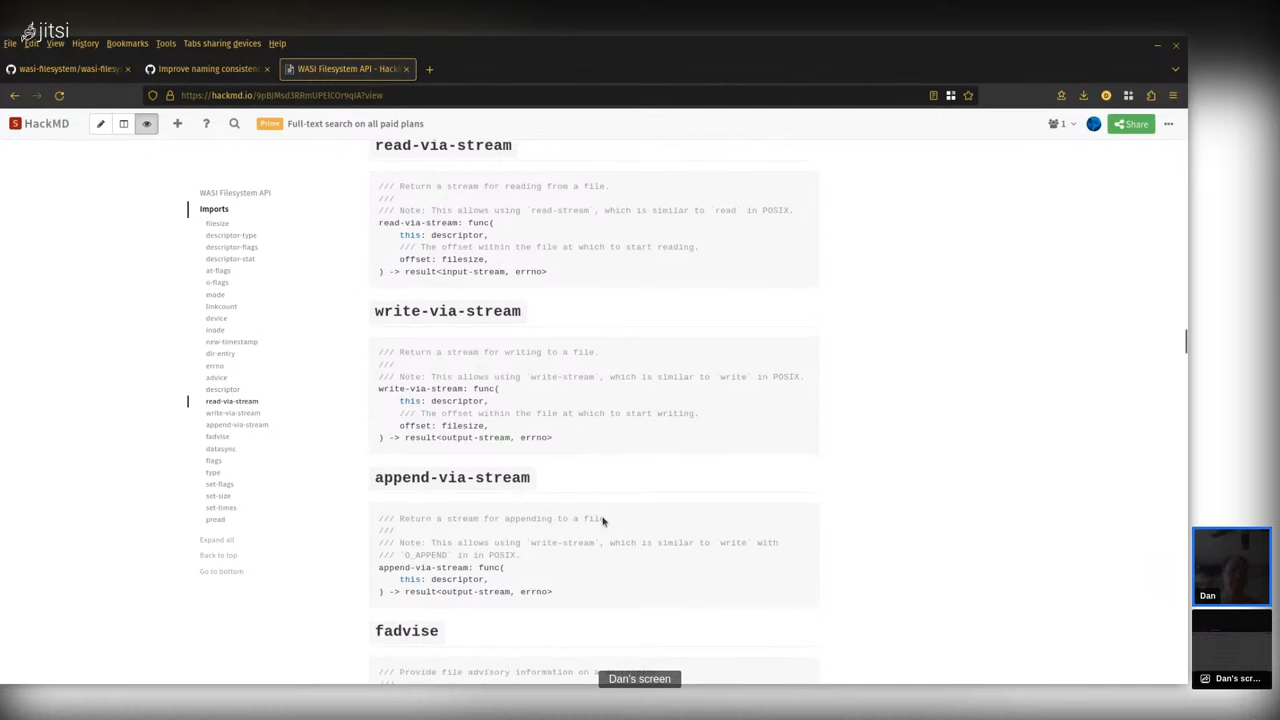 jitsi
File Edit View History Bookmarks Tools Tabs sharing devices Help
wasi-filesystem/wasi-filesy
Improve naming consistenc
WASI Filesystem API - Hack
https://hackmd.io/9pBJMsd3RRmUPElCOr9qIA?view
HackMD
Prime Full-text search on all paid plans
1
Share
WASI Filesystem API
Imports
filesize
descriptor-type
descriptor-flags
descriptor-stat
at-flags
o-flags
mode
linkcount
device
inode
new-timestamp
dir-entry
errno
advice
descriptor
read-via-stream
write-via-stream
append-via-stream
fadvise
datasync
flags
type
set-flags
set-size
set-times
pread
Expand all
Back to top
Go to bottom
read-via-stream
/// Return a stream for reading from a file.
///
/// Note: This allows using `read-stream`, which is similar to `read` in POSIX.
read-via-stream: func(
this: descriptor,
/// The offset within the file at which to start reading.
offset: filesize,
) -> result<input-stream, errno>
write-via-stream
/// Return a stream for writing to a file.
///
/// Note: This allows using `write-stream`, which is similar to `write` in POSIX.
write-via-stream: func(
this: descriptor,
/// The offset within the file at which to start writing.
offset: filesize,
) -> result<output-stream, errno>
append-via-stream
/// Return a stream for appending to a file
///
/// Note: This allows using `write-stream`, which is similar to `write` with
/// `O_APPEND` in in POSIX.
append-via-stream: func(
this: descriptor,
) -> result<output-stream, errno>
fadvise
/// Provide file advisory information on a
Dan's screen
Dan
Dan's scr...